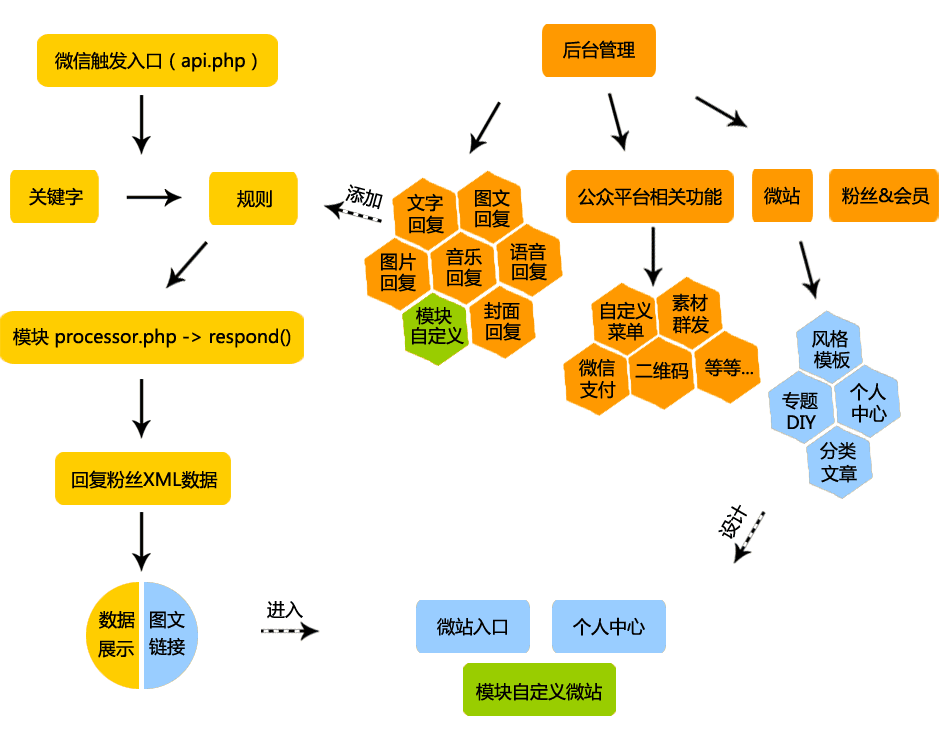 微信触发入口（api.php）
后台管理
关键字
规则
添加
文字
回复
图文
回复
图片
回复
音乐
回复
语音
回复
模块
自定义
封面
回复
公众平台相关功能
微站
粉丝&会员
自定义
菜单
素材
群发
微信
支付
二维码
等等...
风格
模板
专题
DIY
个人
中心
分类
文章
模块 processor.php -> respond()
回复粉丝XML数据
设计
数据
展示
图文
链接
进入
微站入口
个人中心
模块自定义微站